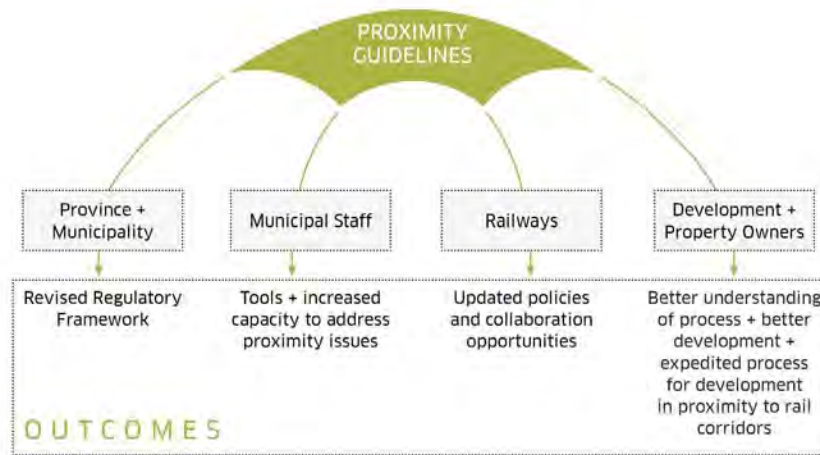 PROXIMITY
GUIDELINES
Province +
Municipality
Municipal Staff
Railways
Development +
Property Owners
Revised Regulatory
Framework
Tools + increased
capacity to address
proximity issues
Updated policies
and collaboration
opportunities
Better understanding
of process + better
development +
expedited process
for development
in proximity to rail
corridors
OUTCOMES